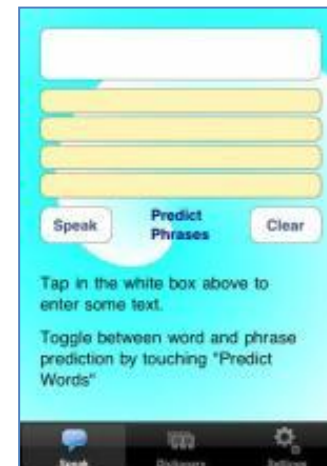 Speak
Predict
Phrases
Clear
Tap in the white box above to
enter some text.
Toggle between word and phrase
prediction by touching "Predict
Words"
Speak